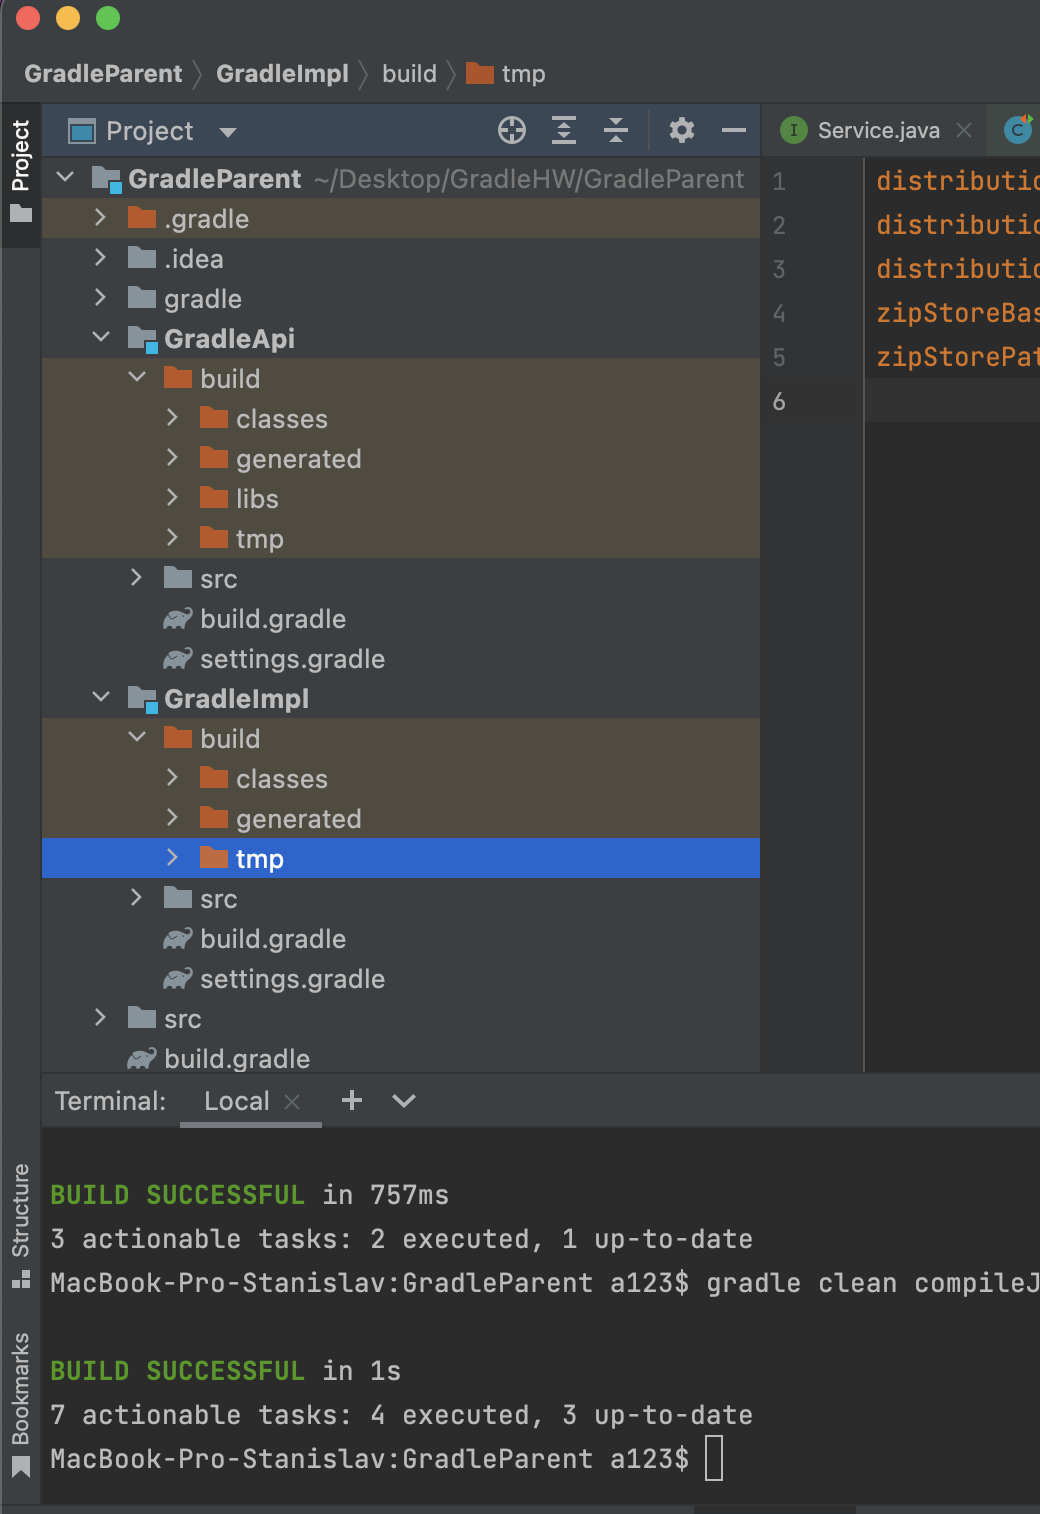 GradleParent GradleImpl build tmp
Project
Project
Service.java
C
I
GradleParent ~/Desktop/GradleHW/GradleParent
.gradle
.idea
gradle
GradleApi
build
classes
generated
libs
tmp
src
build.gradle
settings.gradle
GradleImpl
build
classes
generated
tmp
src
build.gradle
settings.gradle
src
build.gradle
1 distributio
2 distributio
3 distributio
4 zipStoreBas
5 zipStorePat
6
Terminal: Local
Structure
Bookmarks
BUILD SUCCESSFUL in 757ms
3 actionable tasks: 2 executed, 1 up-to-date
MacBook-Pro-Stanislav:GradleParent a123$ gradle clean compileJ
BUILD SUCCESSFUL in 1s
7 actionable tasks: 4 executed, 3 up-to-date
MacBook-Pro-Stanislav:GradleParent a123$